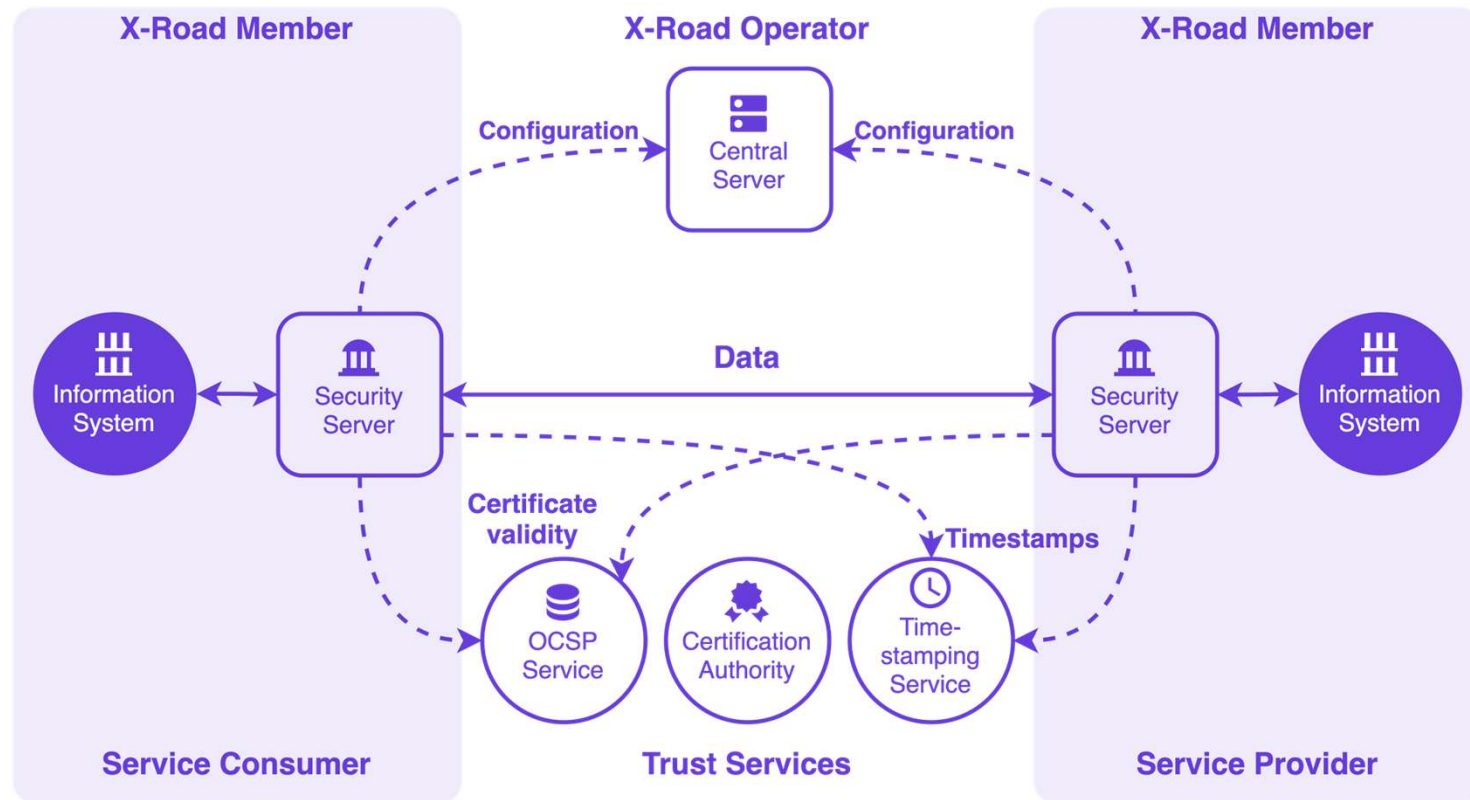 X-Road Member
X-Road Operator
X-Road Member
Configuration
Configuration
Central
Server
Data
Information
System
Security
Server
Security
Server
Information
System
Certificate
validity
Timestamps
OCSP
Service
Certification
Authority
Time-
stamping
Service
Service Consumer
Trust Services
Service Provider